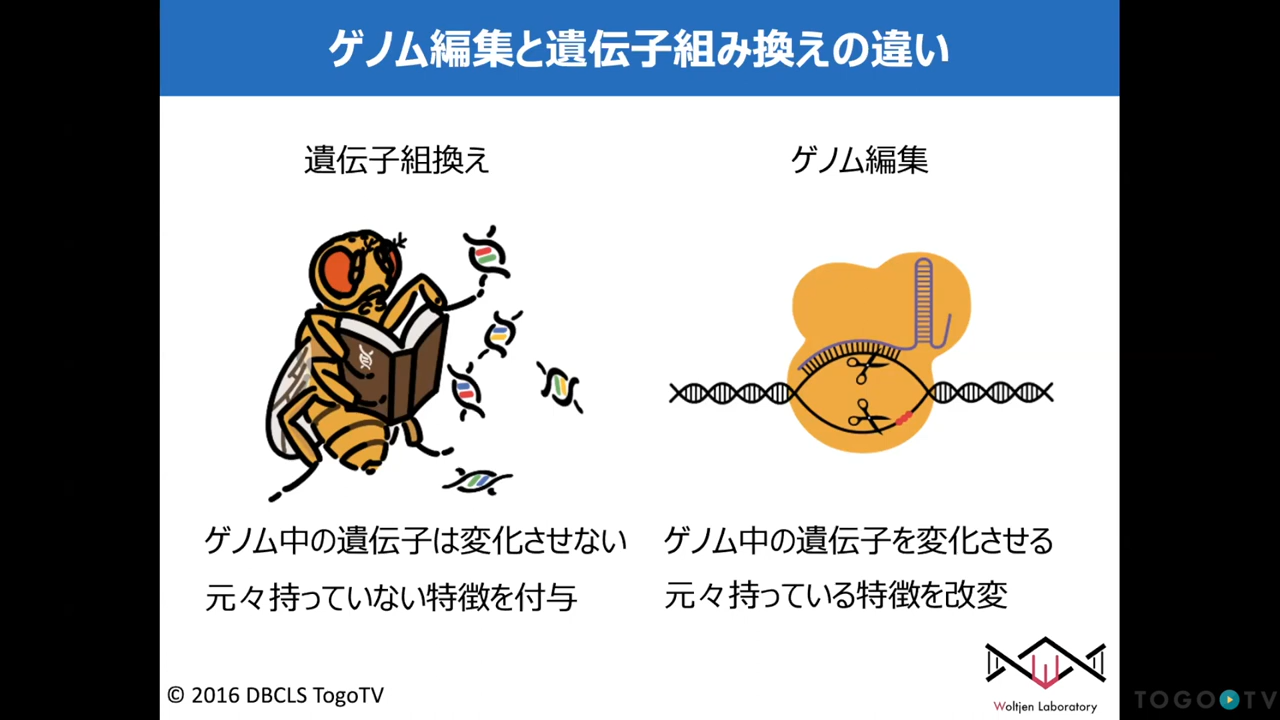 ゲノム編集と遺伝子組み換えの違い
遺伝子組換え
ゲノム編集
ゲノム中の遺伝子は変化させない
元々持っていない特徴を付与
ゲノム中の遺伝子を変化させる
元々持っている特徴を改変
© 2016 DBCLS TogoTV
Woltjen Laboratory
TOGO TV